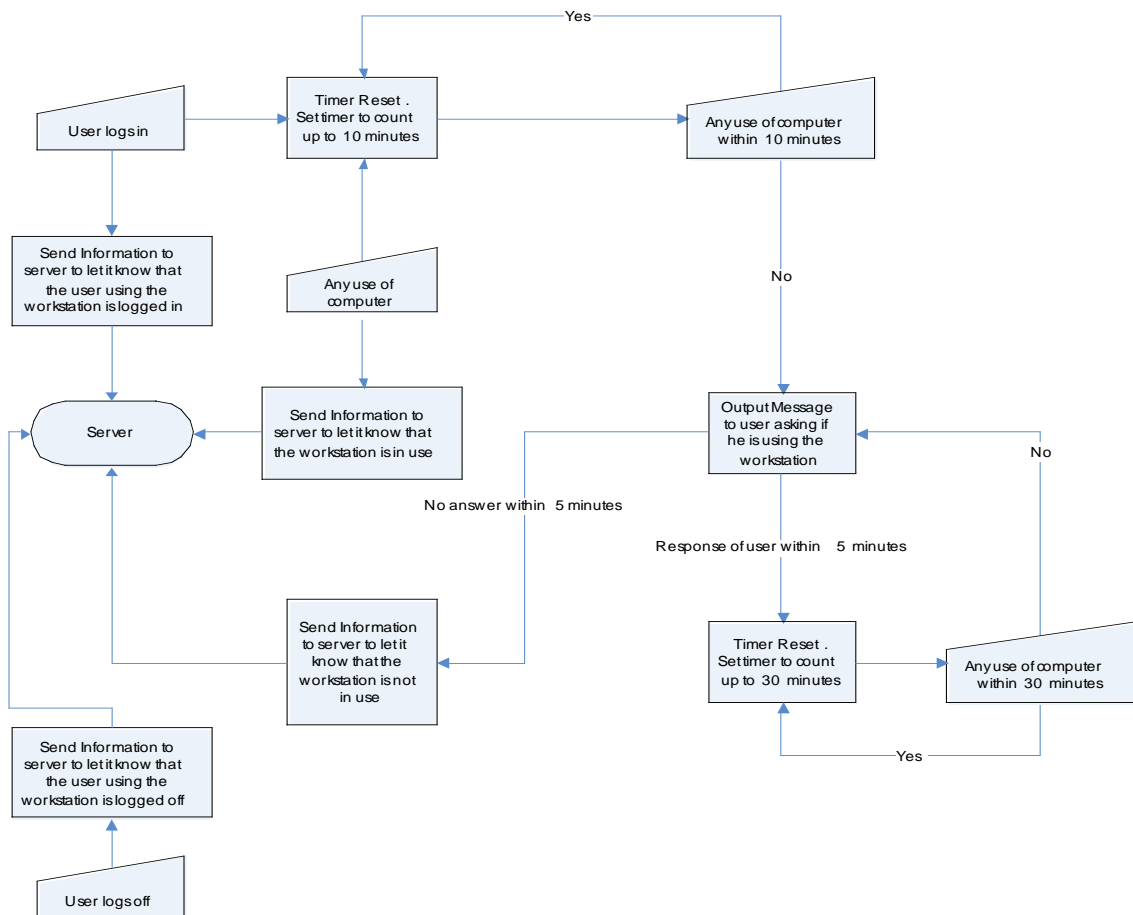 Yes
User logs in
Timer Reset .
Set timer to count
up to 10 minutes
Any use of computer
within 10 minutes
Send Information to
server to let it know that
the user using the
workstation is logged in
Any use of
computer
No
Server
Send Information to
server to let it know that
the workstation is in use
Output Message
to user asking if
he is using the
workstation
No
No answer within 5 minutes
Response of user within 5 minutes
Send Information
to server to let it
know that the
workstation is not
in use
Timer Reset .
Set timer to count
up to 30 minutes
Any use of computer
within 30 minutes
Yes
Send Information to
server to let it know that
the user using the
workstation is logged off
User logs off